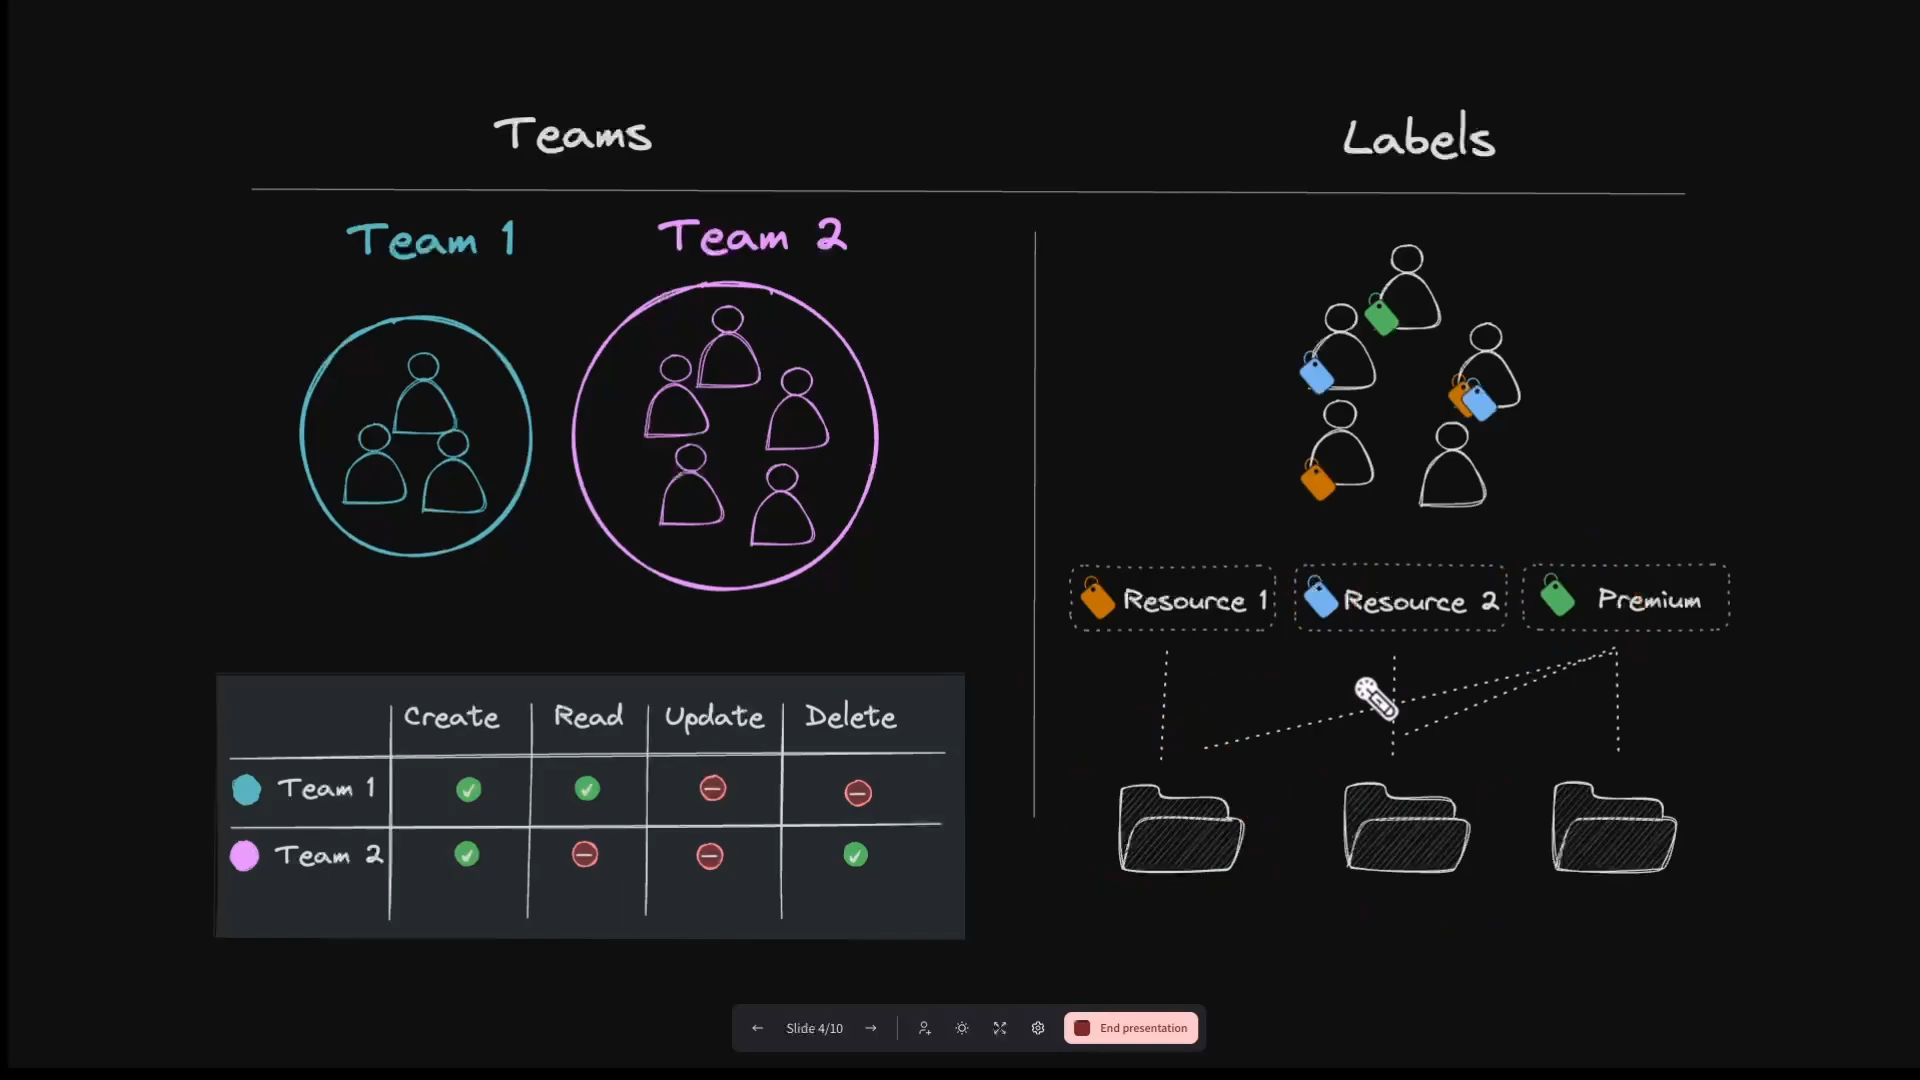 Teams
Labels
Team 1
Team 2
Resource 1
Resource 2
Premium
Create Read Update Delete
Team 1
Team 2
Slide 4/10
End presentation